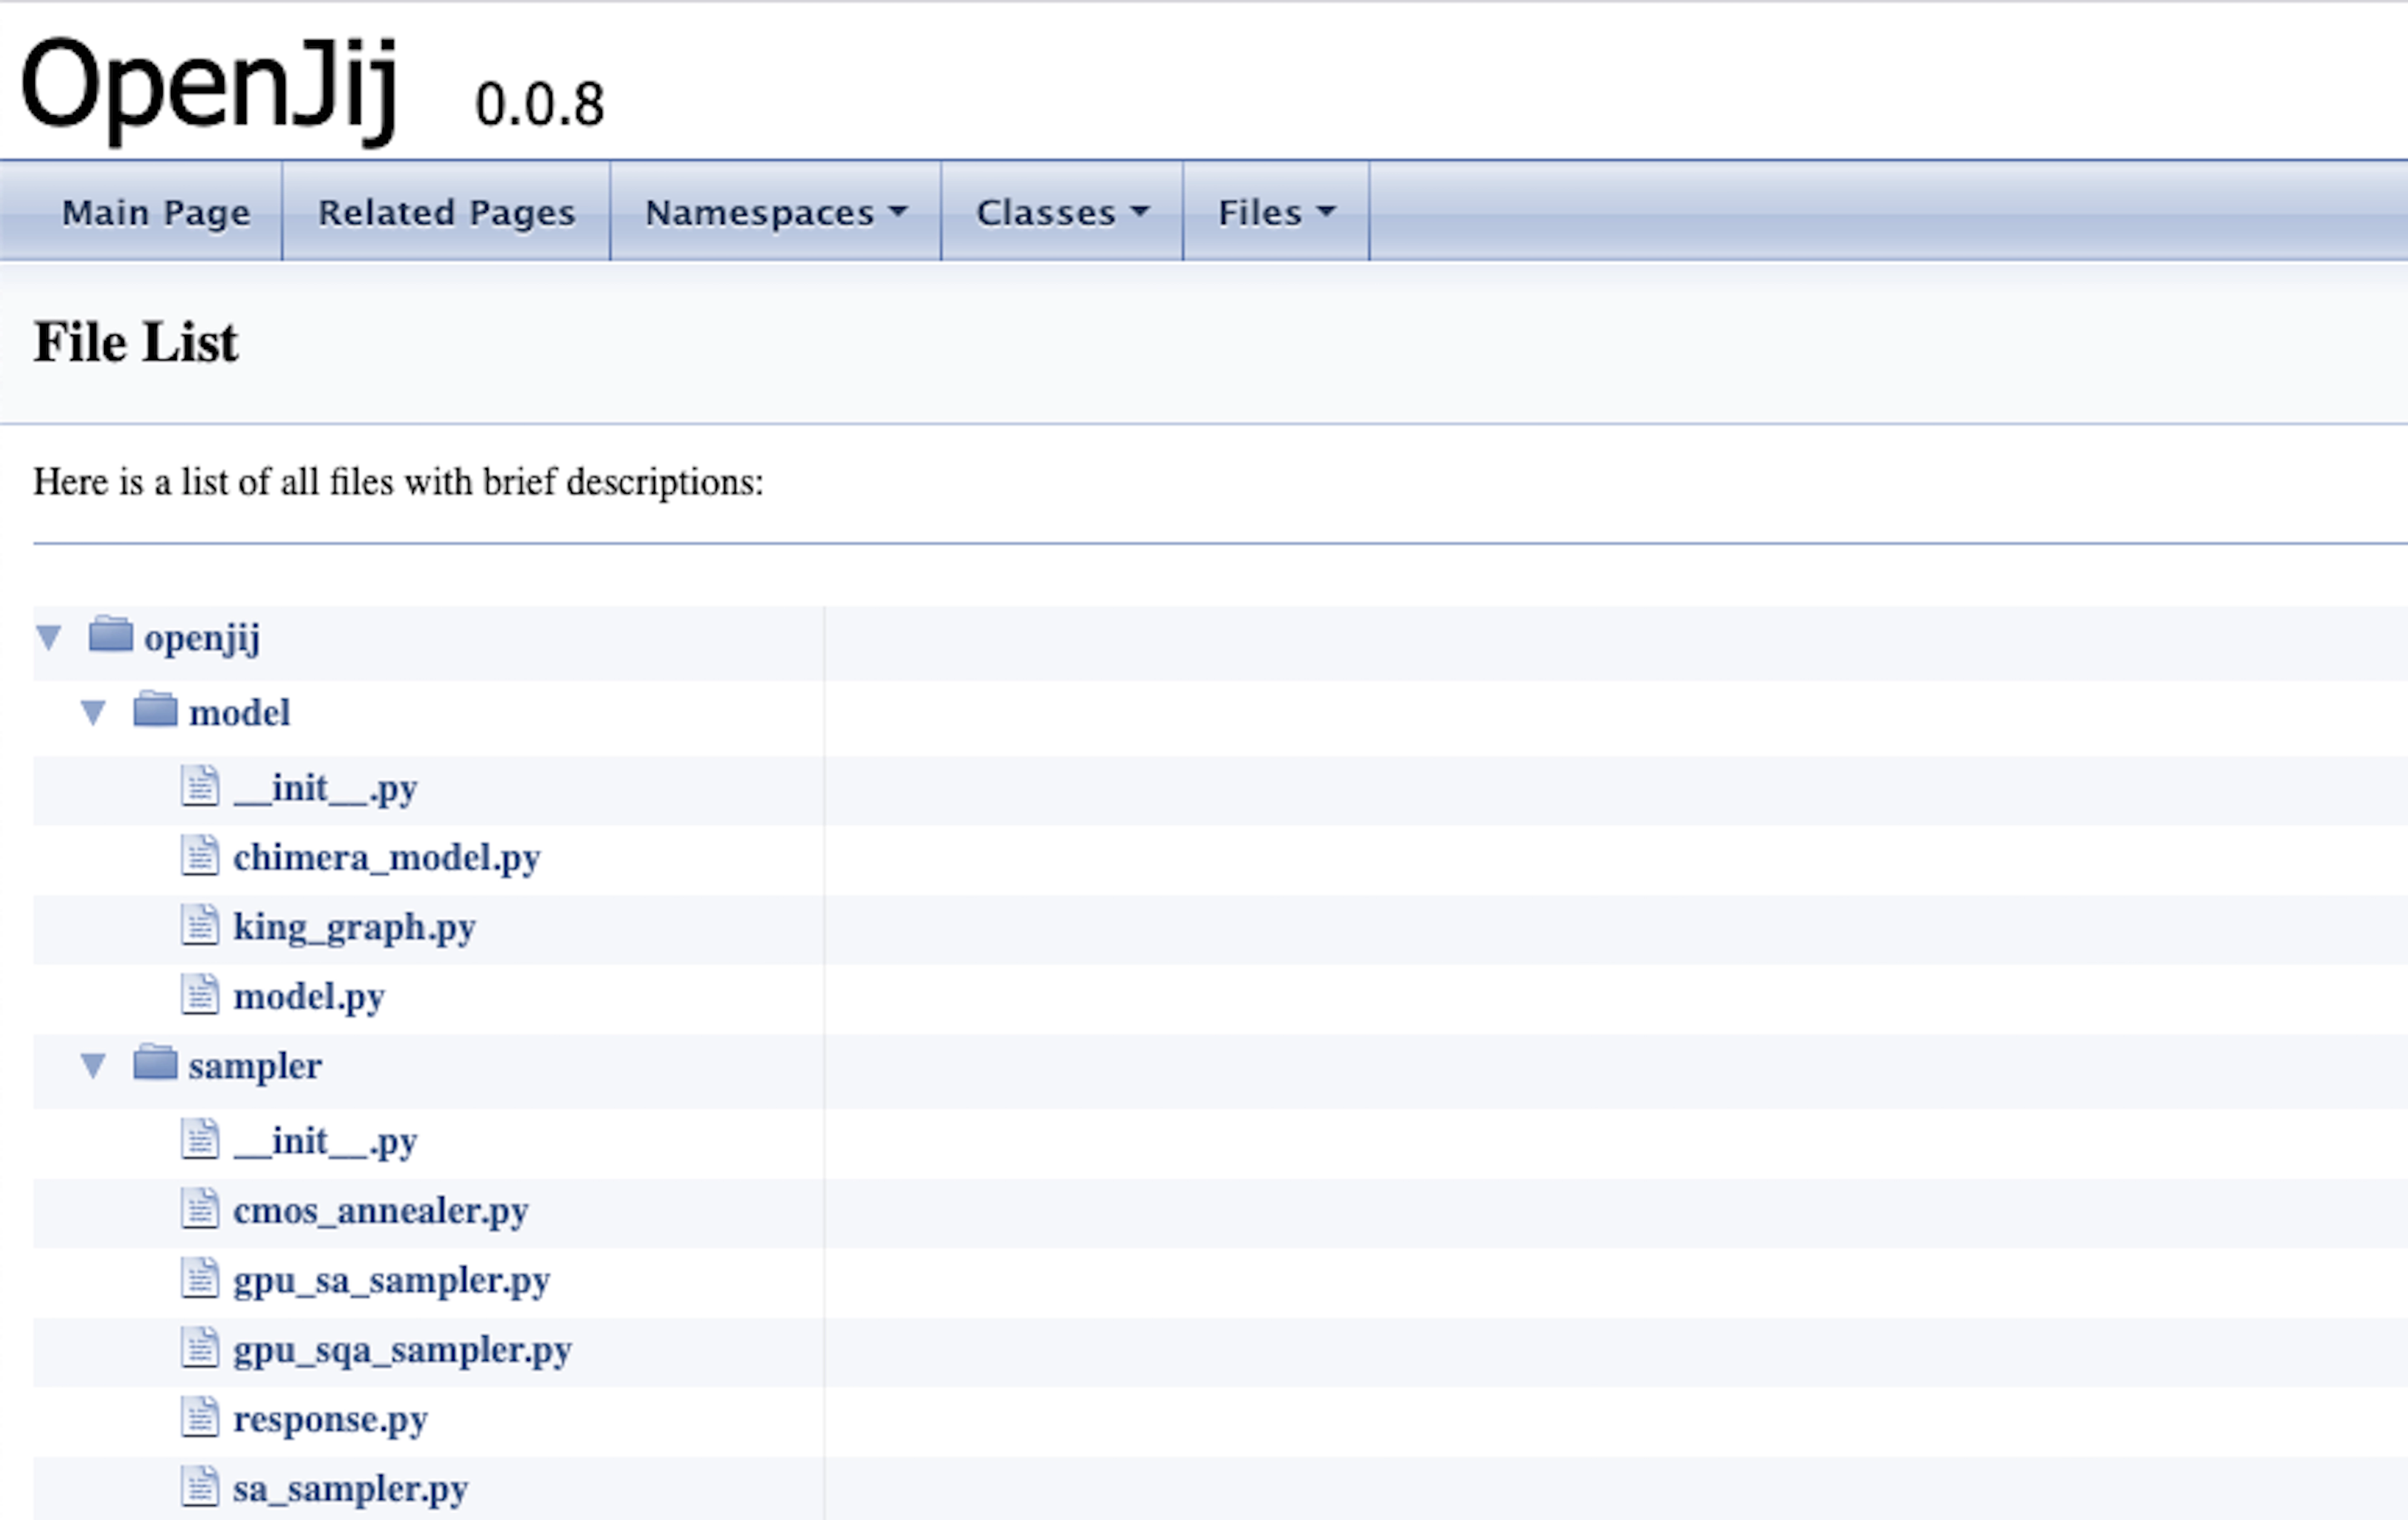 OpenJij 0.0.8
Main Page Related Pages Namespaces Classes Files
File List
Here is a list of all files with brief descriptions:
openjij
model
__init__.py
chimera_model.py
king_graph.py
model.py
sampler
__init__.py
cmos_annealer.py
gpu_sa_sampler.py
gpu_sqa_sampler.py
response.py
sa_sampler.py